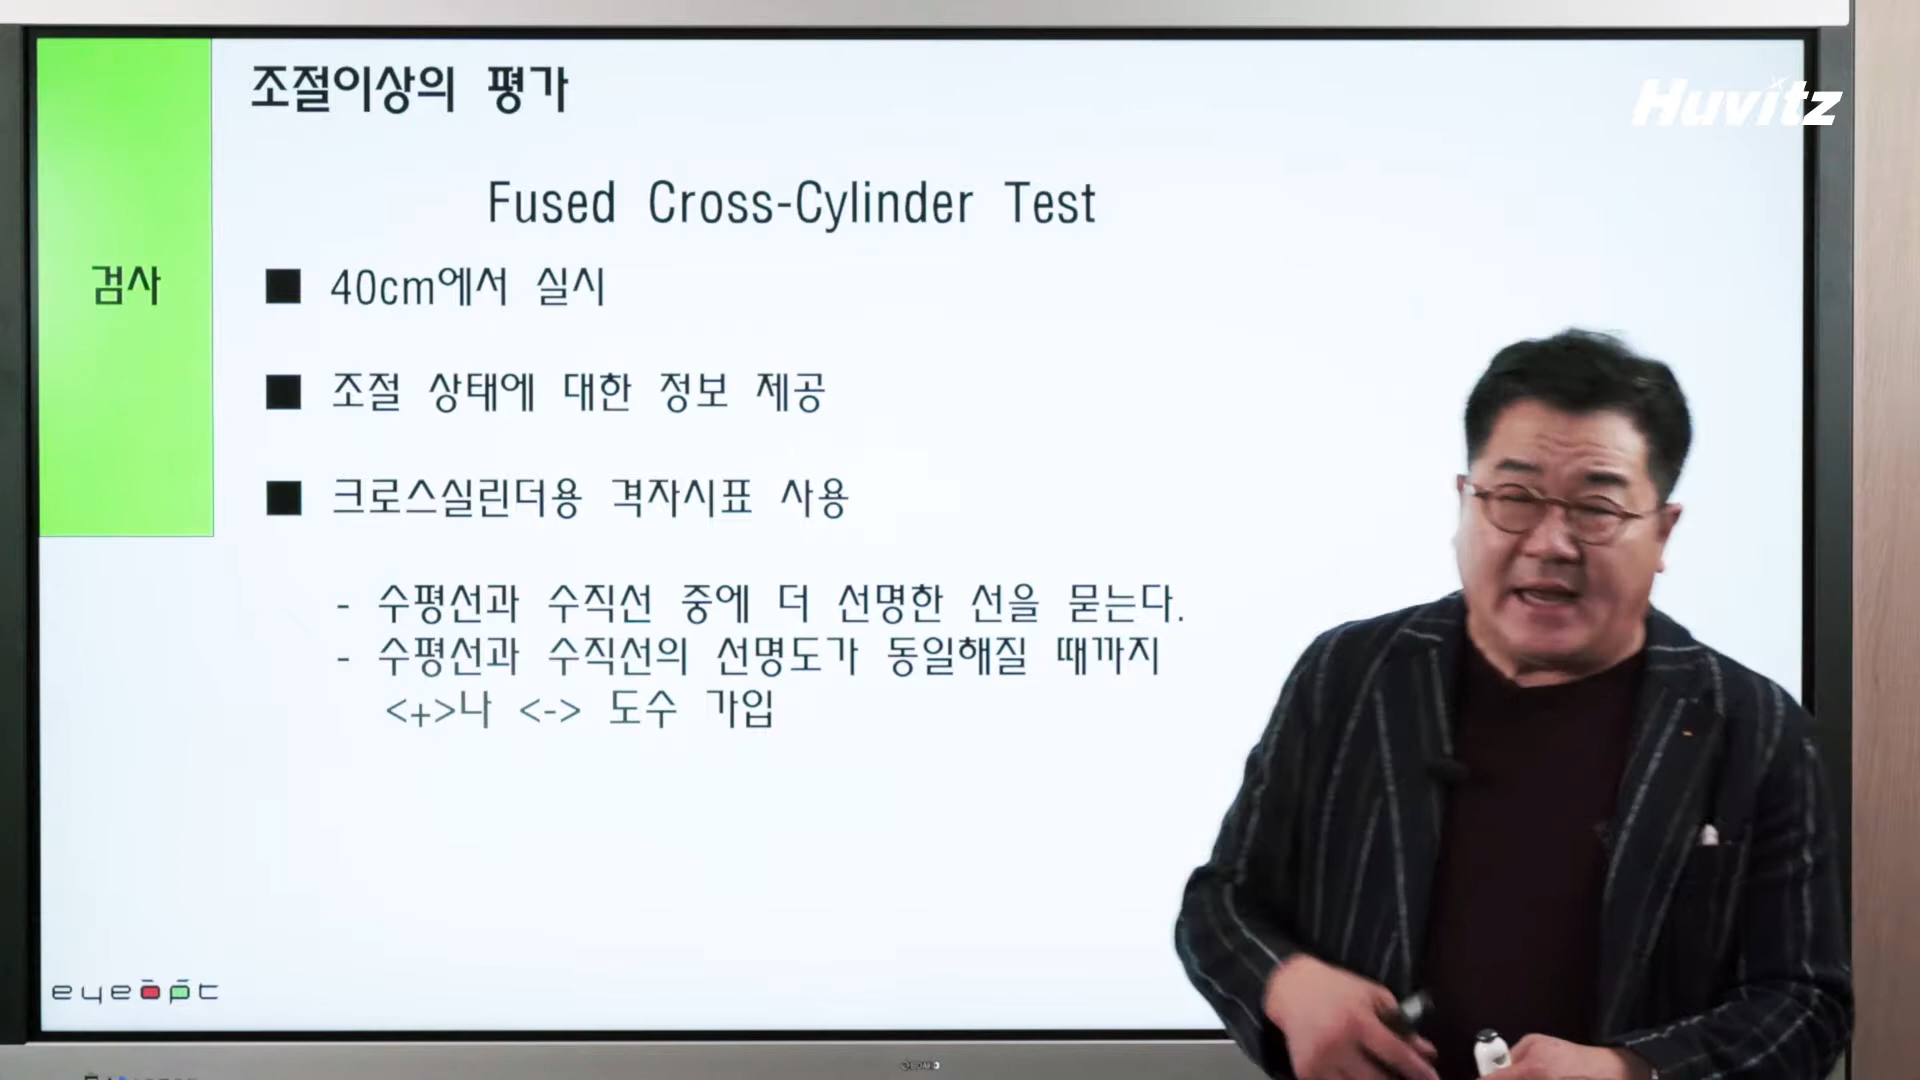 조절이상의 평가
Huvitz
Fused Cross-Cylinder Test
검사
■ 40cm에서 실시
■ 조절 상태에 대한 정보 제공
■ 크로스실린더용 격자시표 사용
- 수평선과 수직선 중에 더 선명한 선을 묻는다.
- 수평선과 수직선의 선명도가 동일해질 때까지
<+>나 <-> 도수 가입
eyeopt